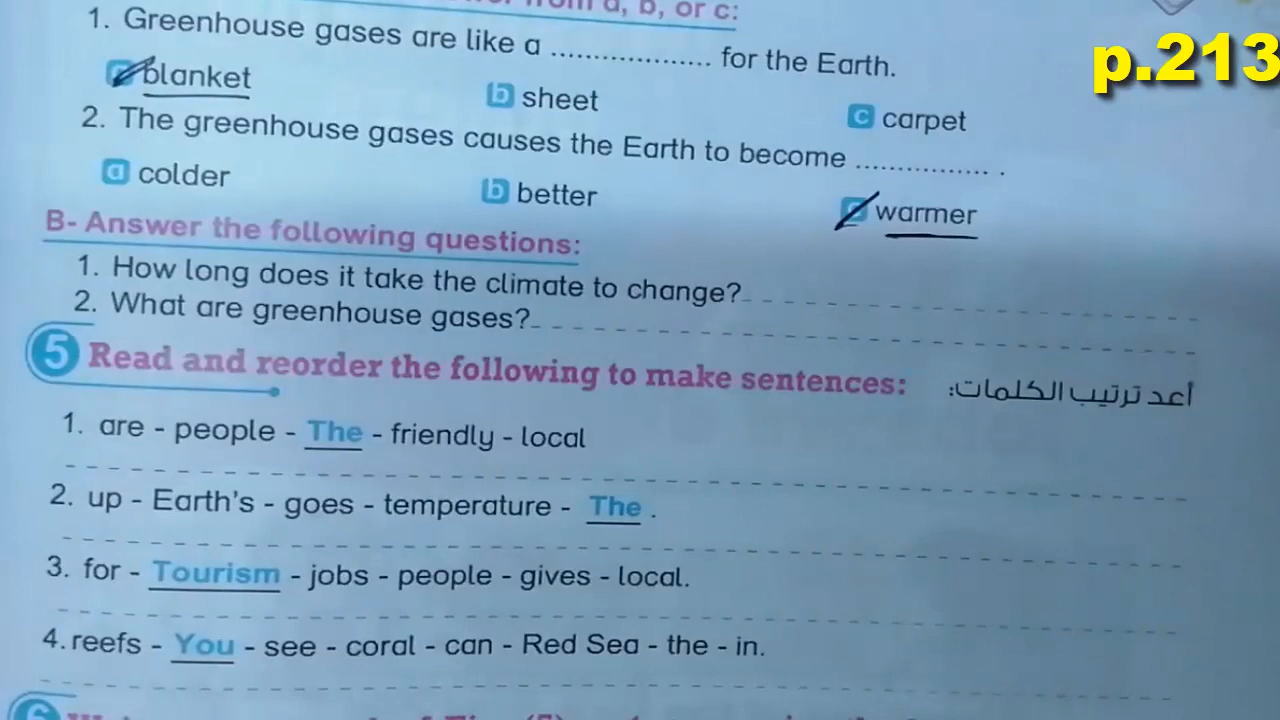 from a, b, or c:
p.213
1. Greenhouse gases are like a ................... for the Earth.
a blanket b sheet c carpet
2. The greenhouse gases causes the Earth to become ................ .
a colder b better c warmer
B- Answer the following questions:
1. How long does it take the climate to change?
2. What are greenhouse gases?
5 Read and reorder the following to make sentences: أعد ترتيب الكلمات:
1. are - people - The - friendly - local
2. up - Earth's - goes - temperature - The .
3. for - Tourism - jobs - people - gives - local.
4. reefs - You - see - coral - can - Red Sea - the - in.
6